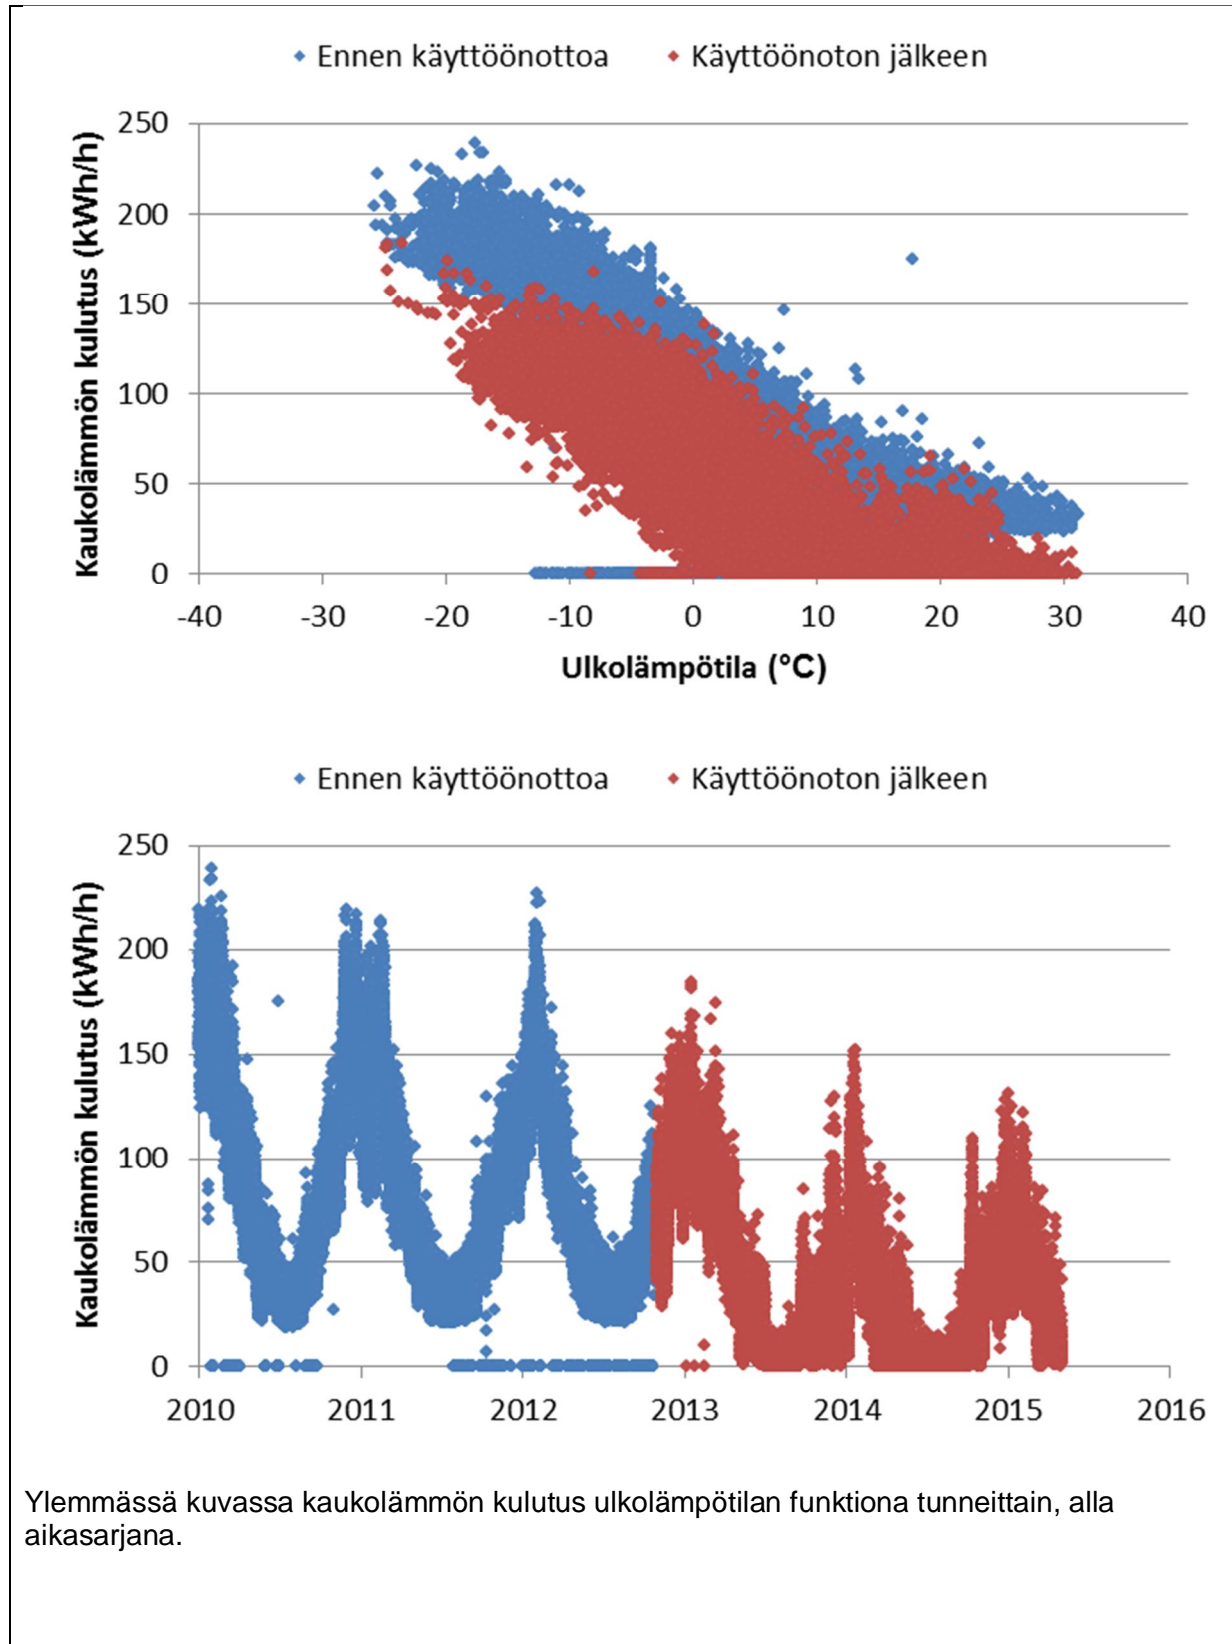 Ennen käyttöönottoa Käyttöönoton jälkeen
Kaukolämmön kulutus (kWh/h)
250
200
150
100
50
0
-40 -30 -20 -10 0 10 20 30 40
Ulkolämpötila (°C)
Ennen käyttöönottoa Käyttöönoton jälkeen
Kaukolämmön kulutus (kWh/h)
250
200
150
100
50
0
2010 2011 2012 2013 2014 2015 2016
Ylemmässä kuvassa kaukolämmön kulutus ulkolämpötilan funktiona tunneittain, alla
aikasarjana.